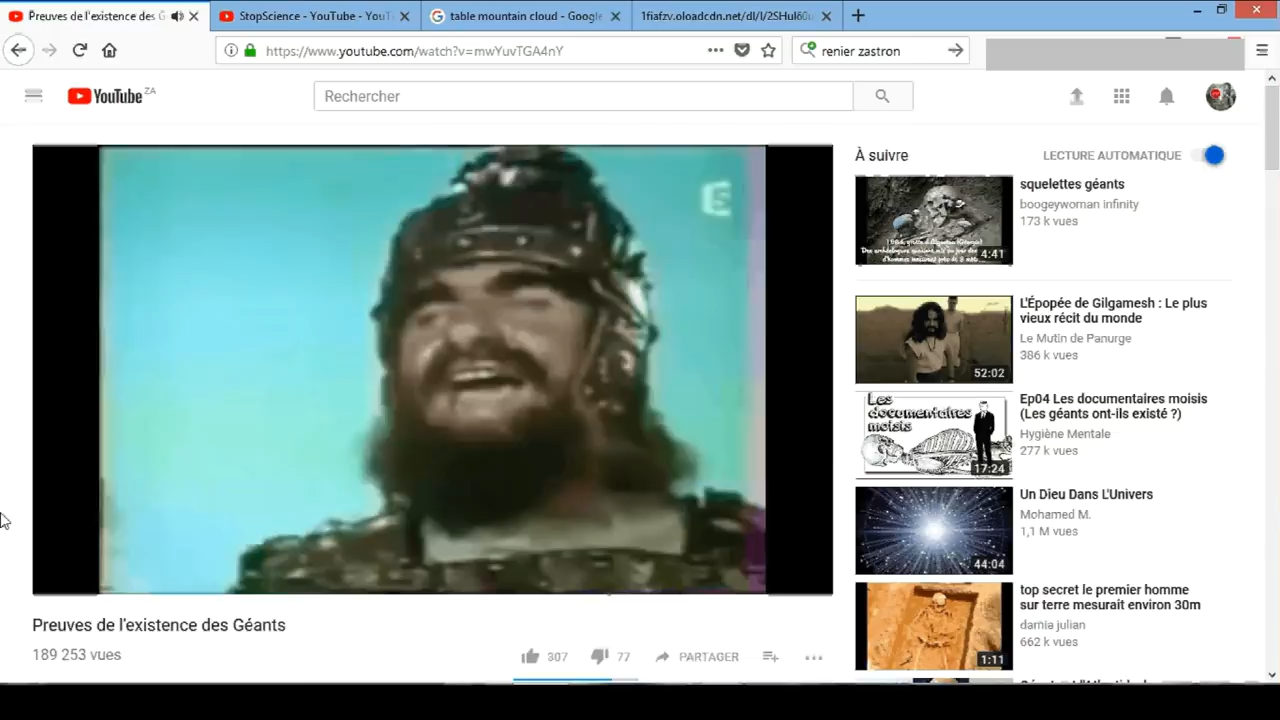 Preuves de l'existence des G
StopScience - YouTube - YouT
table mountain cloud - Google
1fiafzv.oloadcdn.net/dl/l/2SHul60u
https://www.youtube.com/watch?v=mwYuvTGA4nY
renier zastron
YouTube ZA
Rechercher
À suivre
LECTURE AUTOMATIQUE
squelettes géants
boogeywoman infinity
173 k vues
4:41
L'Épopée de Gilgamesh : Le plus
vieux récit du monde
Le Mutin de Panurge
386 k vues
52:02
Les
documentaires
moisis
17:24
Ep04 Les documentaires moisis
(Les géants ont-ils existé ?)
Hygiène Mentale
277 k vues
Un Dieu Dans L'Univers
Mohamed M.
1,1 M vues
44:04
top secret le premier homme
sur terre mesurait environ 30m
darnia julian
662 k vues
1:11
Preuves de l'existence des Géants
189 253 vues
307
77
PARTAGER